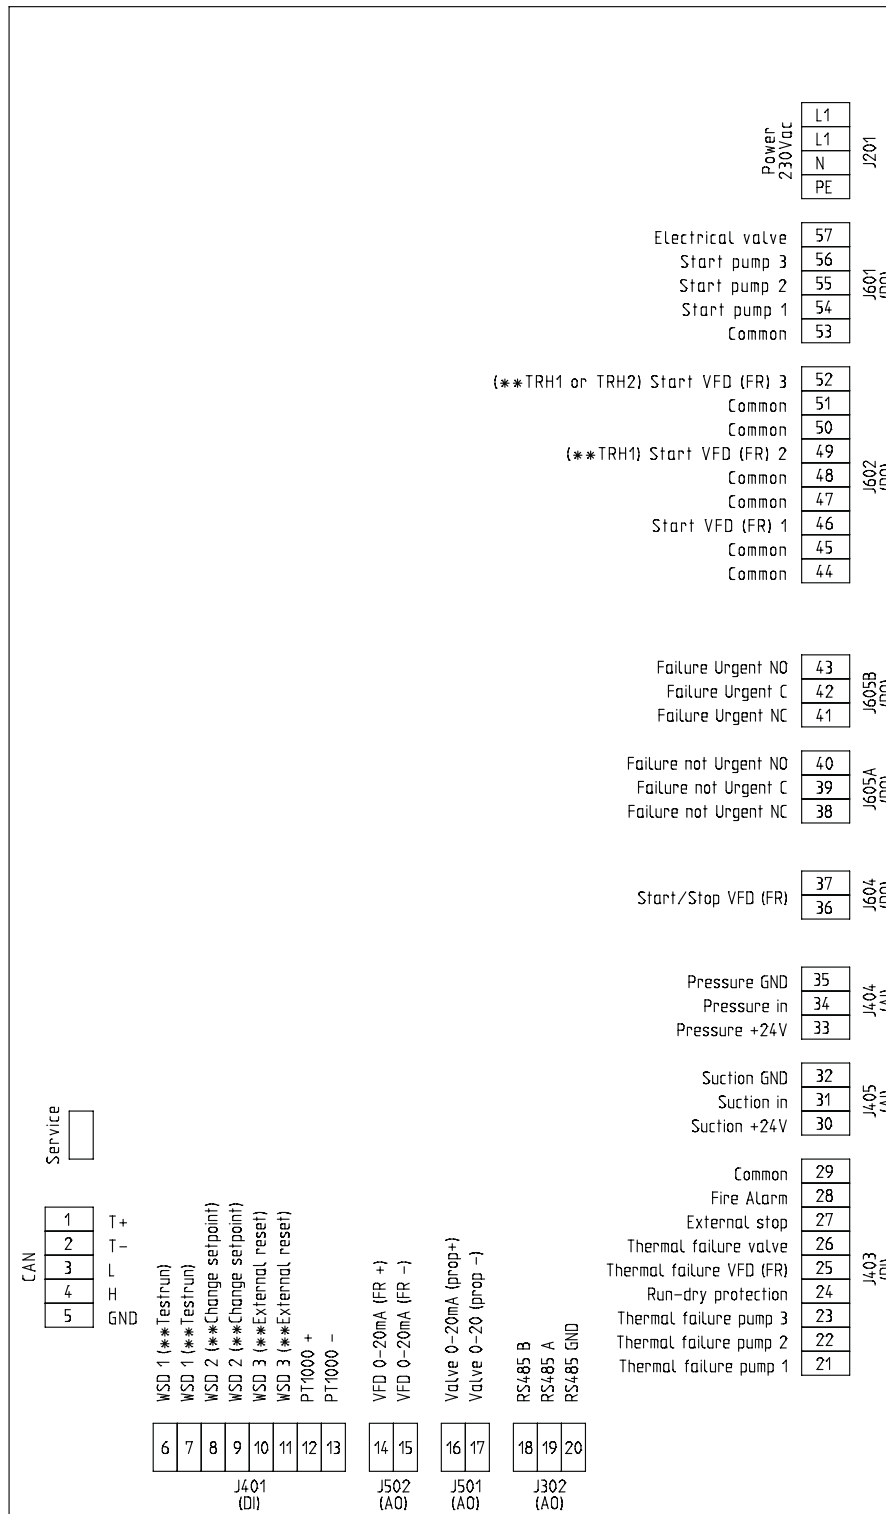 Power
230Vac
L1
L1
N
PE
J201
Electrical valve 57
Start pump 3 56
Start pump 2 55
Start pump 1 54
Common 53
J601
(**TRH1 or TRH2) Start VFD (FR) 3 52
Common 51
Common 50
(**TRH1) Start VFD (FR) 2 49
Common 48
Common 47
Start VFD (FR) 1 46
Common 45
Common 44
J602
Failure Urgent NO 43
Failure Urgent C 42
Failure Urgent NC 41
J605B
Failure not Urgent NO 40
Failure not Urgent C 39
Failure not Urgent NC 38
J605A
Start/Stop VFD (FR) 37
36
J604
Pressure GND 35
Pressure in 34
Pressure +24V 33
J404
Suction GND 32
Suction in 31
Suction +24V 30
J405
Common 29
Fire Alarm 28
External stop 27
Thermal failure valve 26
Thermal failure VFD (FR) 25
Run-dry protection 24
Thermal failure pump 3 23
Thermal failure pump 2 22
Thermal failure pump 1 21
J403
Service
CAN
1 T+
2 T-
3 L
4 H
5 GND
WSD 1 (**Testrun)
WSD 1 (**Testrun)
WSD 2 (**Change setpoint)
WSD 2 (**Change setpoint)
WSD 3 (**External reset)
WSD 3 (**External reset)
PT1000 +
PT1000 -
6 7 8 9 10 11 12 13
J401
(DI)
VFD 0-20mA (FR +)
VFD 0-20mA (FR -)
14 15
J502
(AO)
Valve 0-20mA (prop+)
Valve 0-20 (prop -)
16 17
J501
(AO)
RS485 B
RS485 A
RS485 GND
18 19 20
J302
(AO)